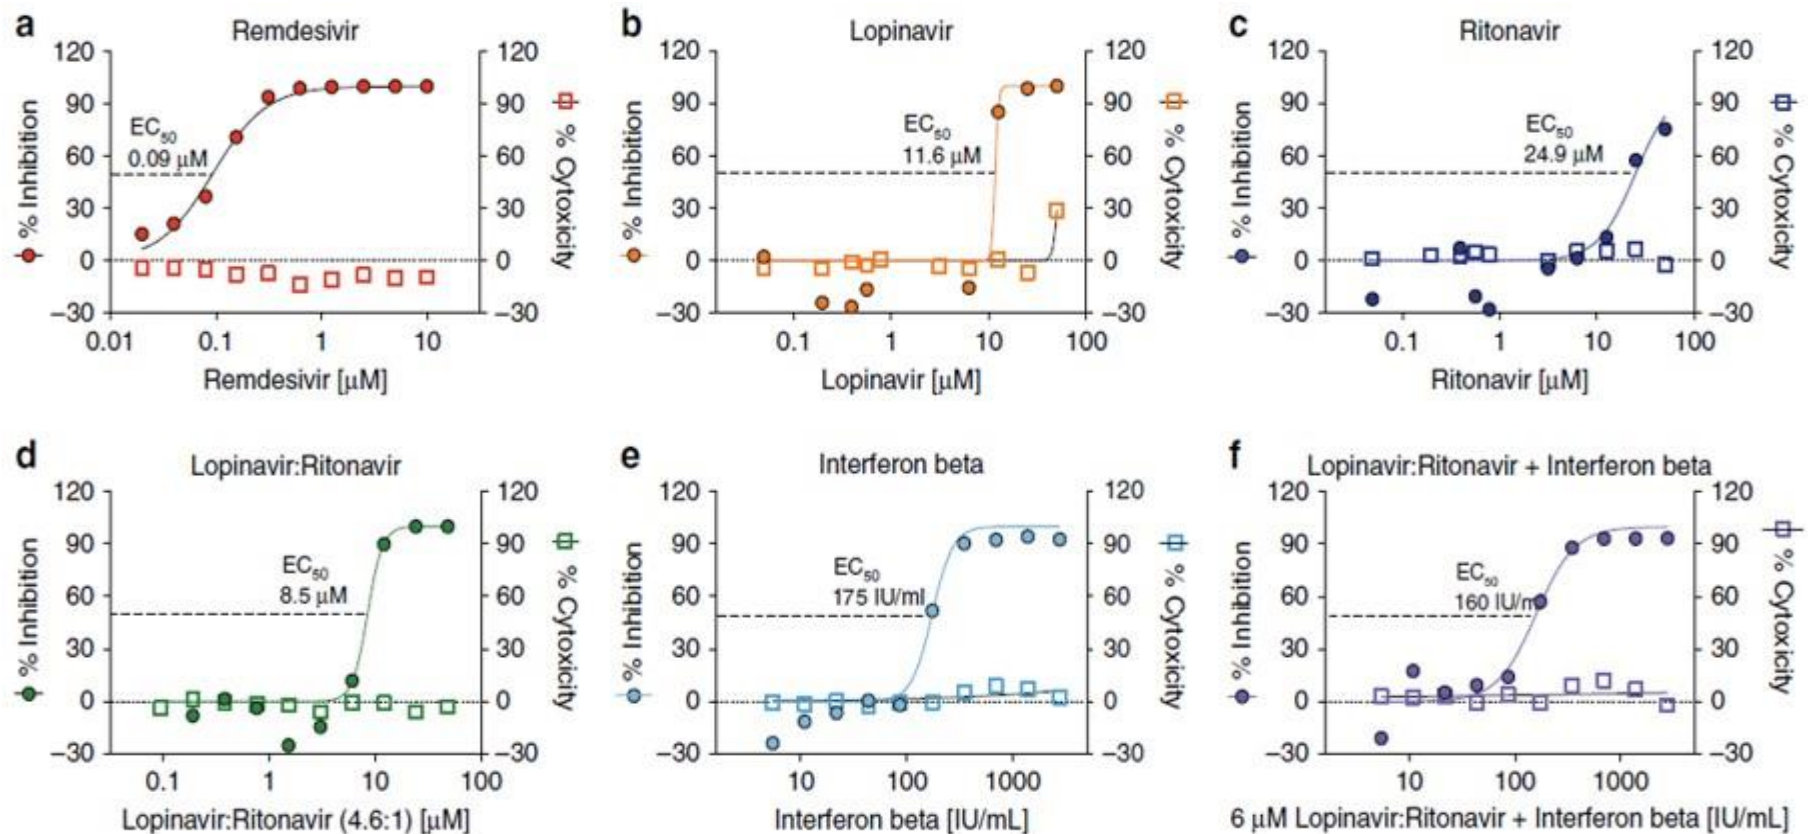 a
Remdesivir
120
90
60
30
0
−30
% Inhibition
EC50
0.09 μM
120
90
60
30
0
−30
% Cytoxicity
0.01
0.1
1
10
Remdesivir [μM]
b
Lopinavir
120
90
60
30
0
−30
% Inhibition
EC50
11.6 μM
120
90
60
30
0
−30
% Cytoxicity
0.1
1
10
100
Lopinavir [μM]
c
Ritonavir
120
90
60
30
0
−30
% Inhibition
EC50
24.9 μM
120
90
60
30
0
−30
% Cytoxicity
0.1
1
10
100
Ritonavir [μM]
d
Lopinavir:Ritonavir
120
90
60
30
0
−30
% Inhibition
EC50
8.5 μM
120
90
60
30
0
−30
% Cytoxicity
0.1
1
10
100
Lopinavir:Ritonavir (4.6:1) [μM]
e
Interferon beta
120
90
60
30
0
−30
% Inhibition
EC50
175 IU/ml
120
90
60
30
0
−30
% Cytoxicity
10
100
1000
Interferon beta [IU/mL]
f
Lopinavir:Ritonavir + Interferon beta
120
90
60
30
0
−30
% Inhibition
EC50
160 IU/m
120
90
60
30
0
−30
% Cytoxicity
10
100
1000
6 μM Lopinavir:Ritonavir + Interferon beta [IU/mL]